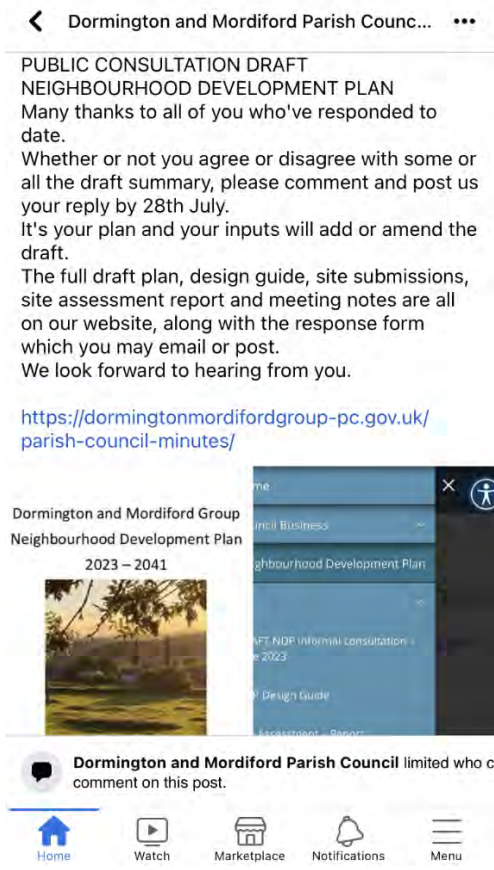 Dormington and Mordiford Parish Counc...
PUBLIC CONSULTATION DRAFT
NEIGHBOURHOOD DEVELOPMENT PLAN
Many thanks to all of you who've responded to
date.
Whether or not you agree or disagree with some or
all the draft summary, please comment and post us
your reply by 28th July.
It's your plan and your inputs will add or amend the
draft.
The full draft plan, design guide, site submissions,
site assessment report and meeting notes are all
on our website, along with the response form
which you may email or post.
We look forward to hearing from you.
https://dormingtonmordifordgroup-pc.gov.uk/
parish-council-minutes/
Dormington and Mordiford Group
Neighbourhood Development Plan
2023 – 2041
me
uncil Business
ghbourhood Development Plan
AFT NDP Informal consultation -
e 2023
P Design Guide
Assessment - Report
Dormington and Mordiford Parish Council limited who c
comment on this post.
Home
Watch
Marketplace
Notifications
Menu